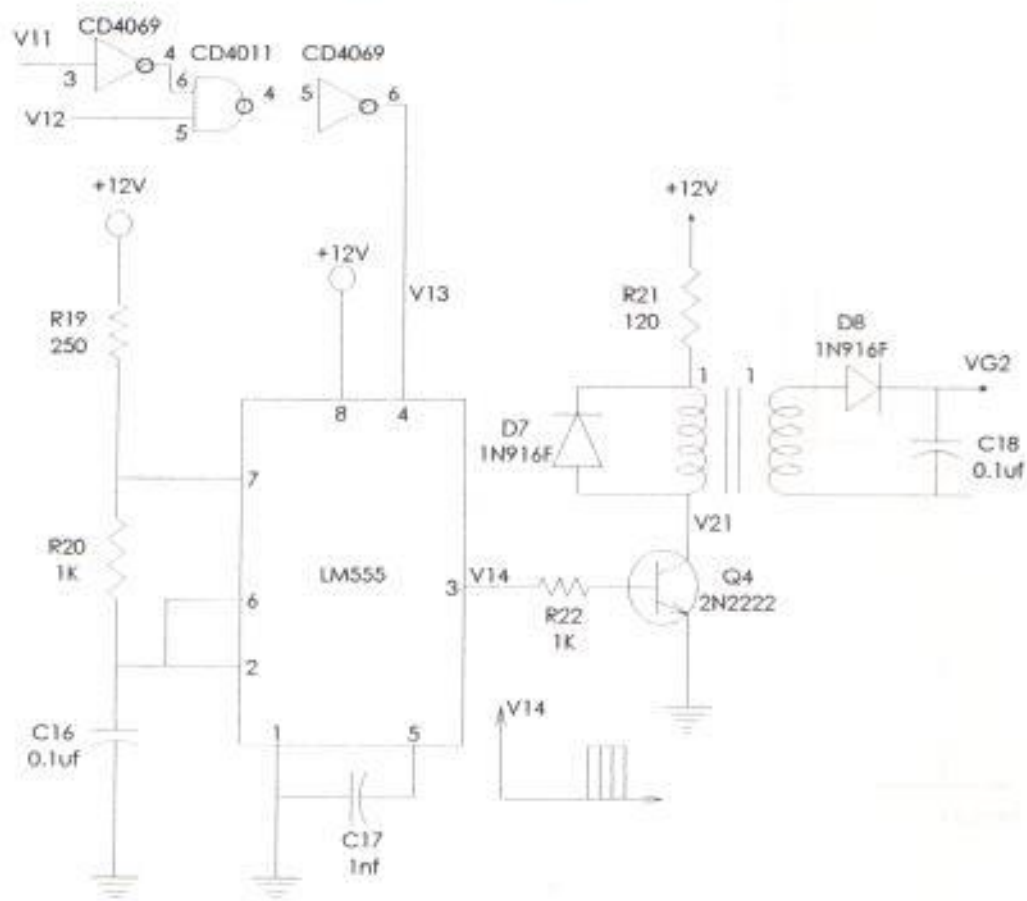 CD4069
V11
3
4
CD4011
6
V12
5
4
CD4069
5
6
+12V
R19
250
+12V
V13
8
4
7
R20
1K
6
2
LM555
3
V14
C16
0.1uf
1
5
C17
1nf
+12V
R21
120
D7
1N916F
1
1
D8
1N916F
VG2
C18
0.1uf
V21
R22
1K
Q4
2N2222
V14